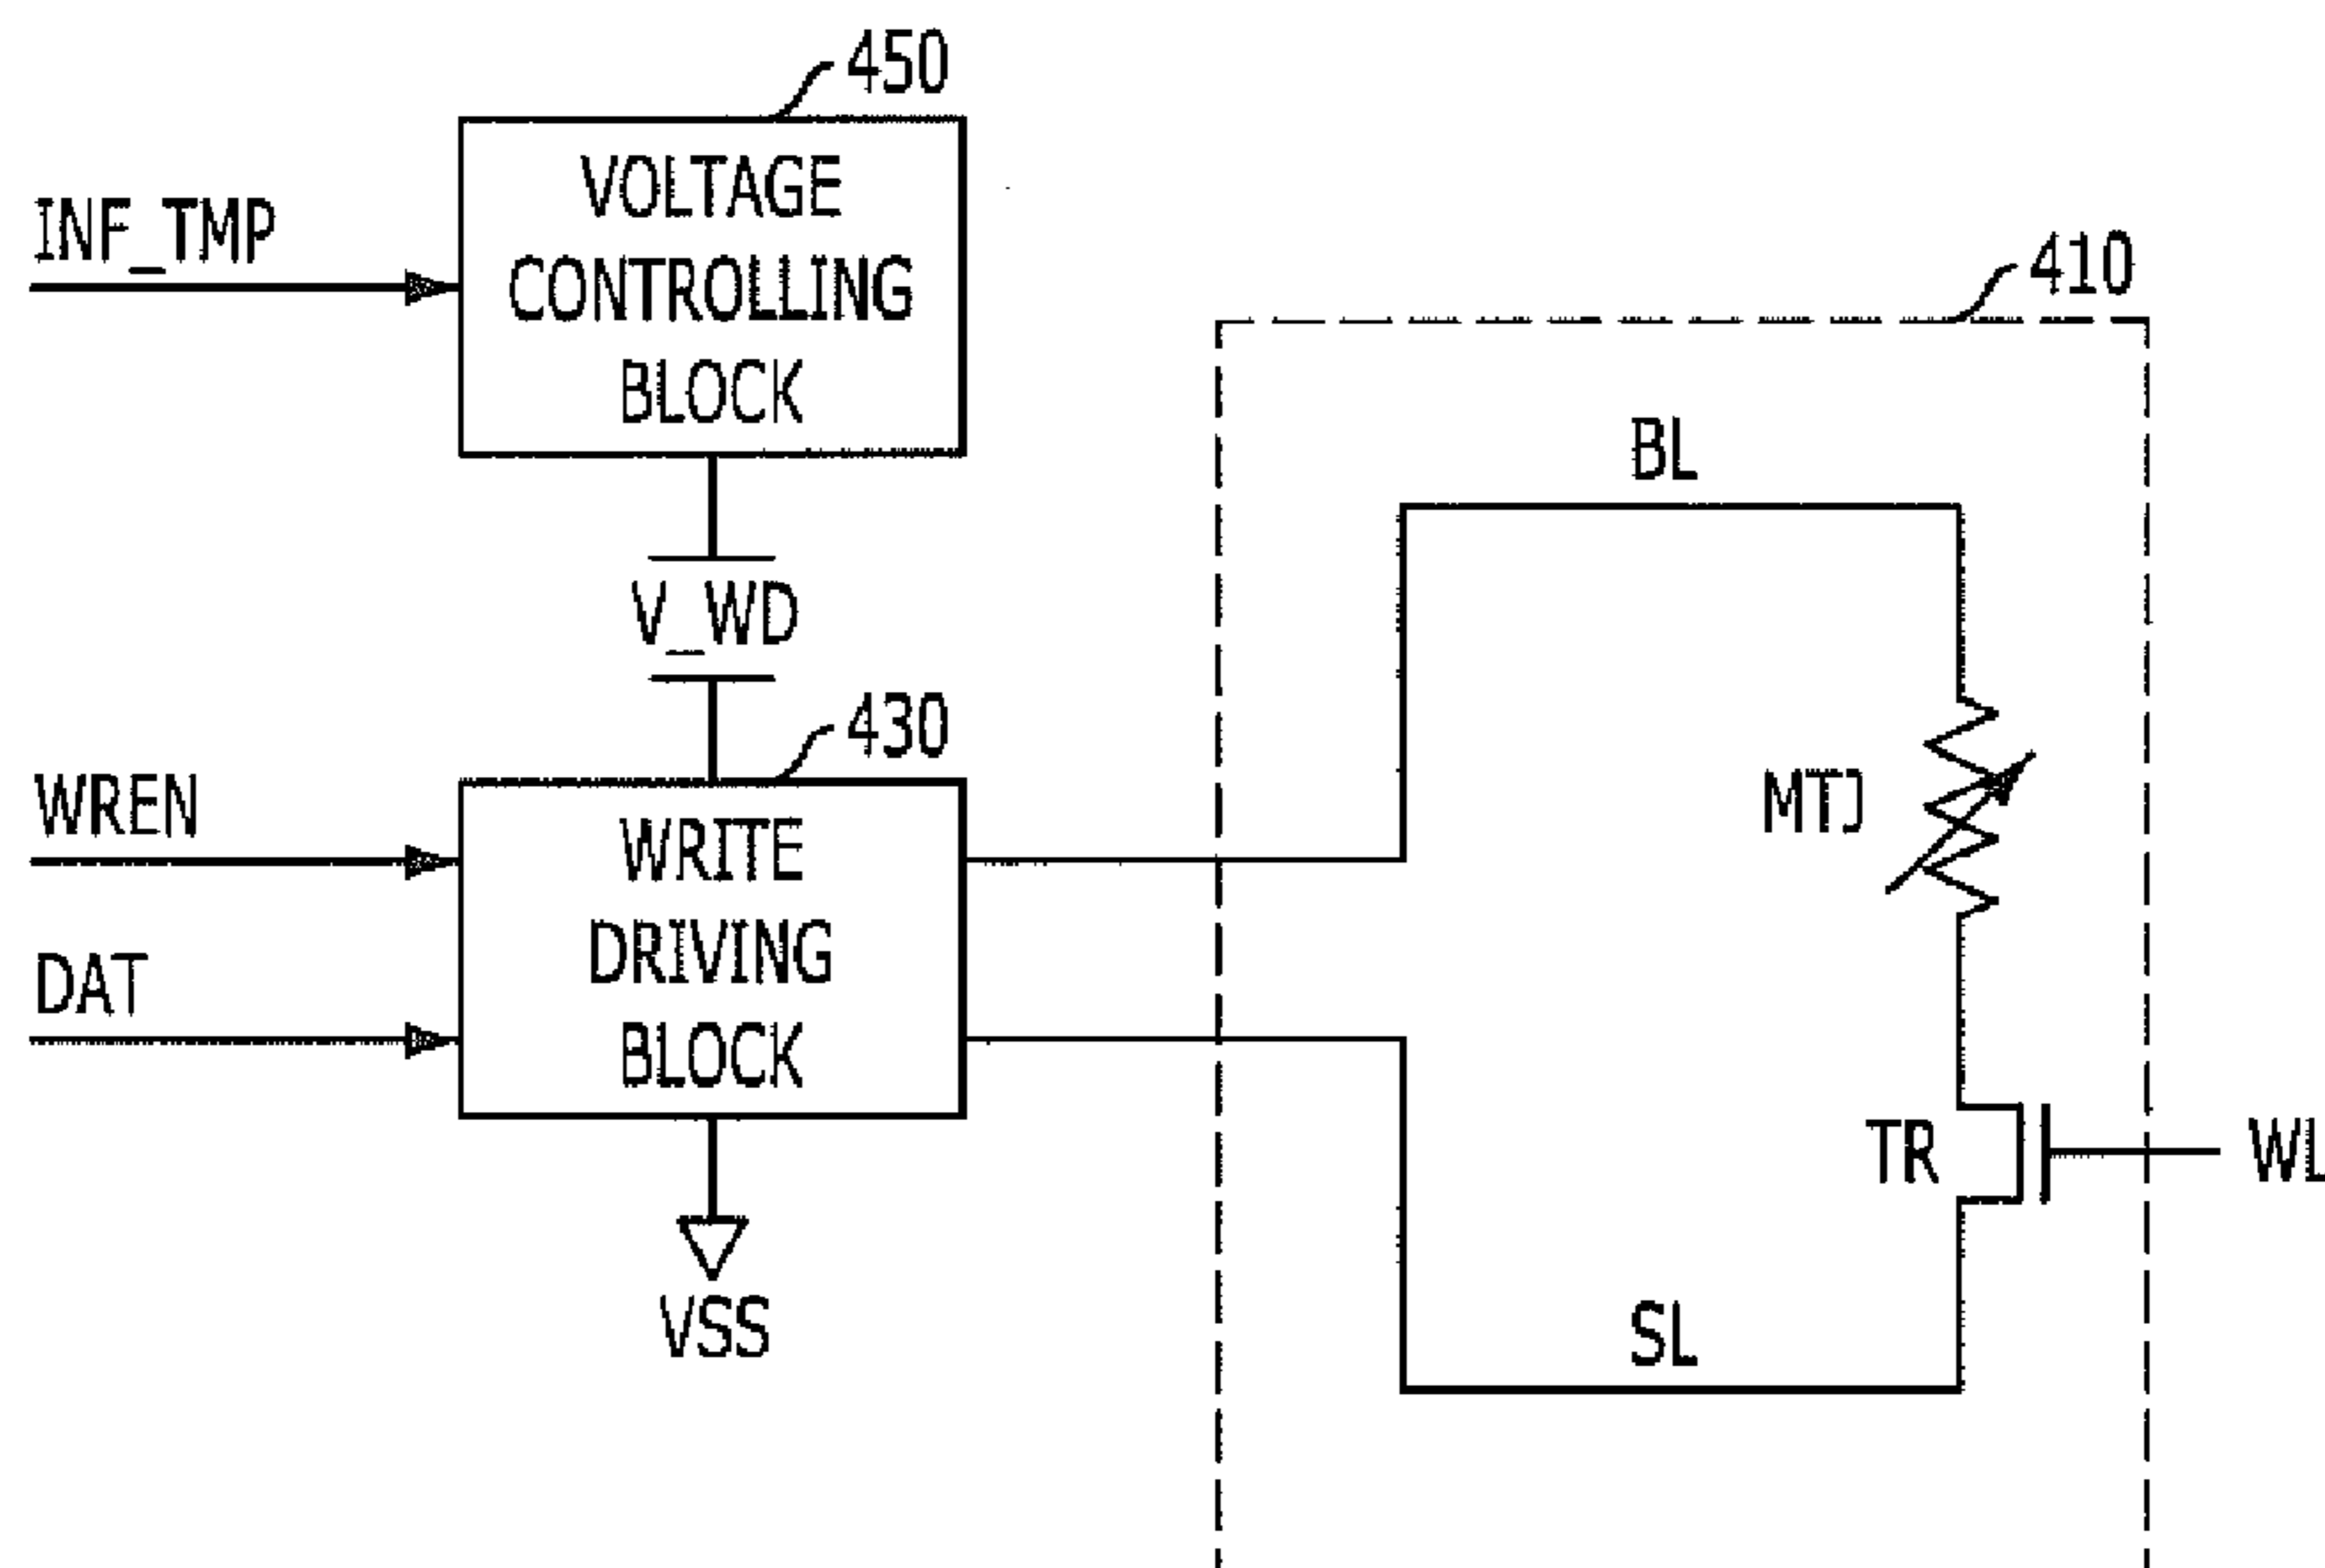 450
VOLTAGE
CONTROLLING
BLOCK
INF_TMP
410
BL
V_WD
430
WREN
WRITE
DRIVING
BLOCK
DAT
MTJ
TR
WL
VSS
SL